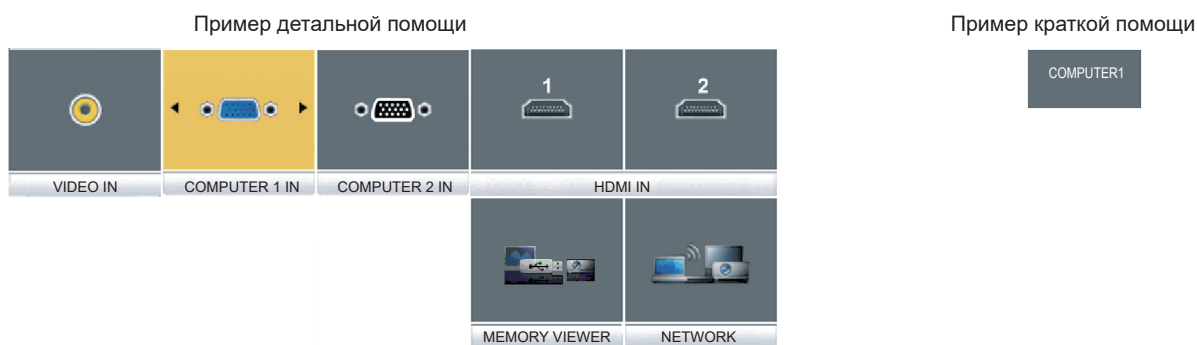 Пример детальной помощи
Пример краткой помощи
1
2
COMPUTER1
VIDEO IN
COMPUTER 1 IN
COMPUTER 2 IN
HDMI IN
MEMORY VIEWER
NETWORK